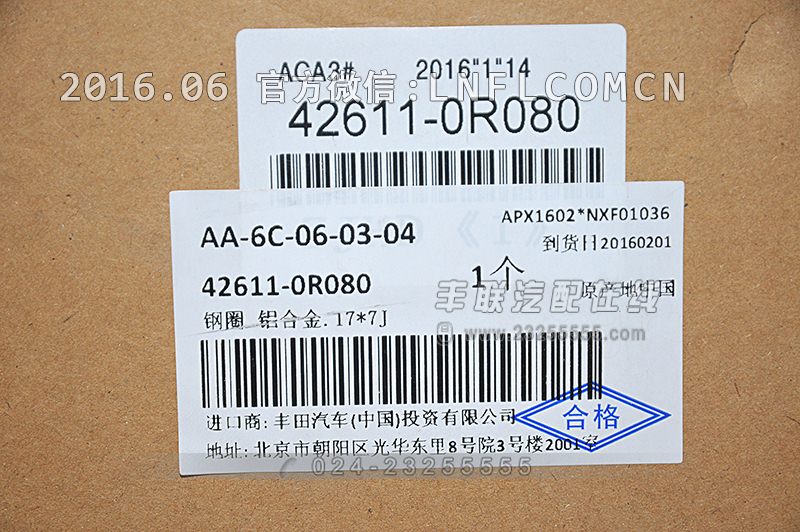 ACA3# 2016"1"14
2016.06 官方微信:LNFLCOMCN
42611-0R080
APX1602*NXF01036
AA-6C-06-03-04
到货日20160201
42611-0R080
1个
原产地中国
丰联汽配在线
钢圈 铝合金.17*7J
www.23255555.com
进口商:丰田汽车(中国)投资有限公司
合格
地址:北京市朝阳区光华东里8号院3号楼2001室
024-23255555